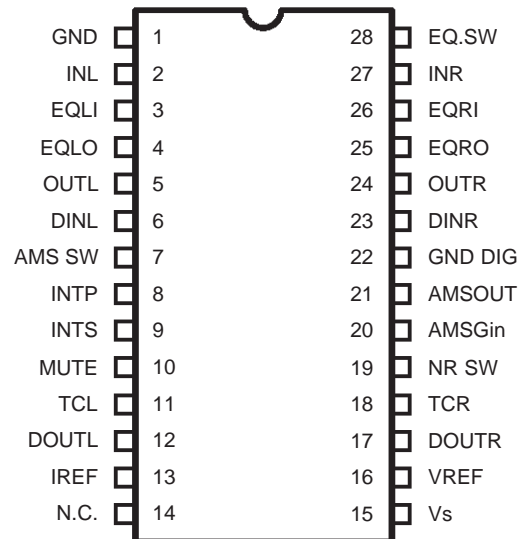 GND 1 28 EQ.SW
INL 2 27 INR
EQLI 3 26 EQRI
EQLO 4 25 EQRO
OUTL 5 24 OUTR
DINL 6 23 DINR
AMS SW 7 22 GND DIG
INTP 8 21 AMSOUT
INTS 9 20 AMSGin
MUTE 10 19 NR SW
TCL 11 18 TCR
DOUTL 12 17 DOUTR
IREF 13 16 VREF
N.C. 14 15 Vs